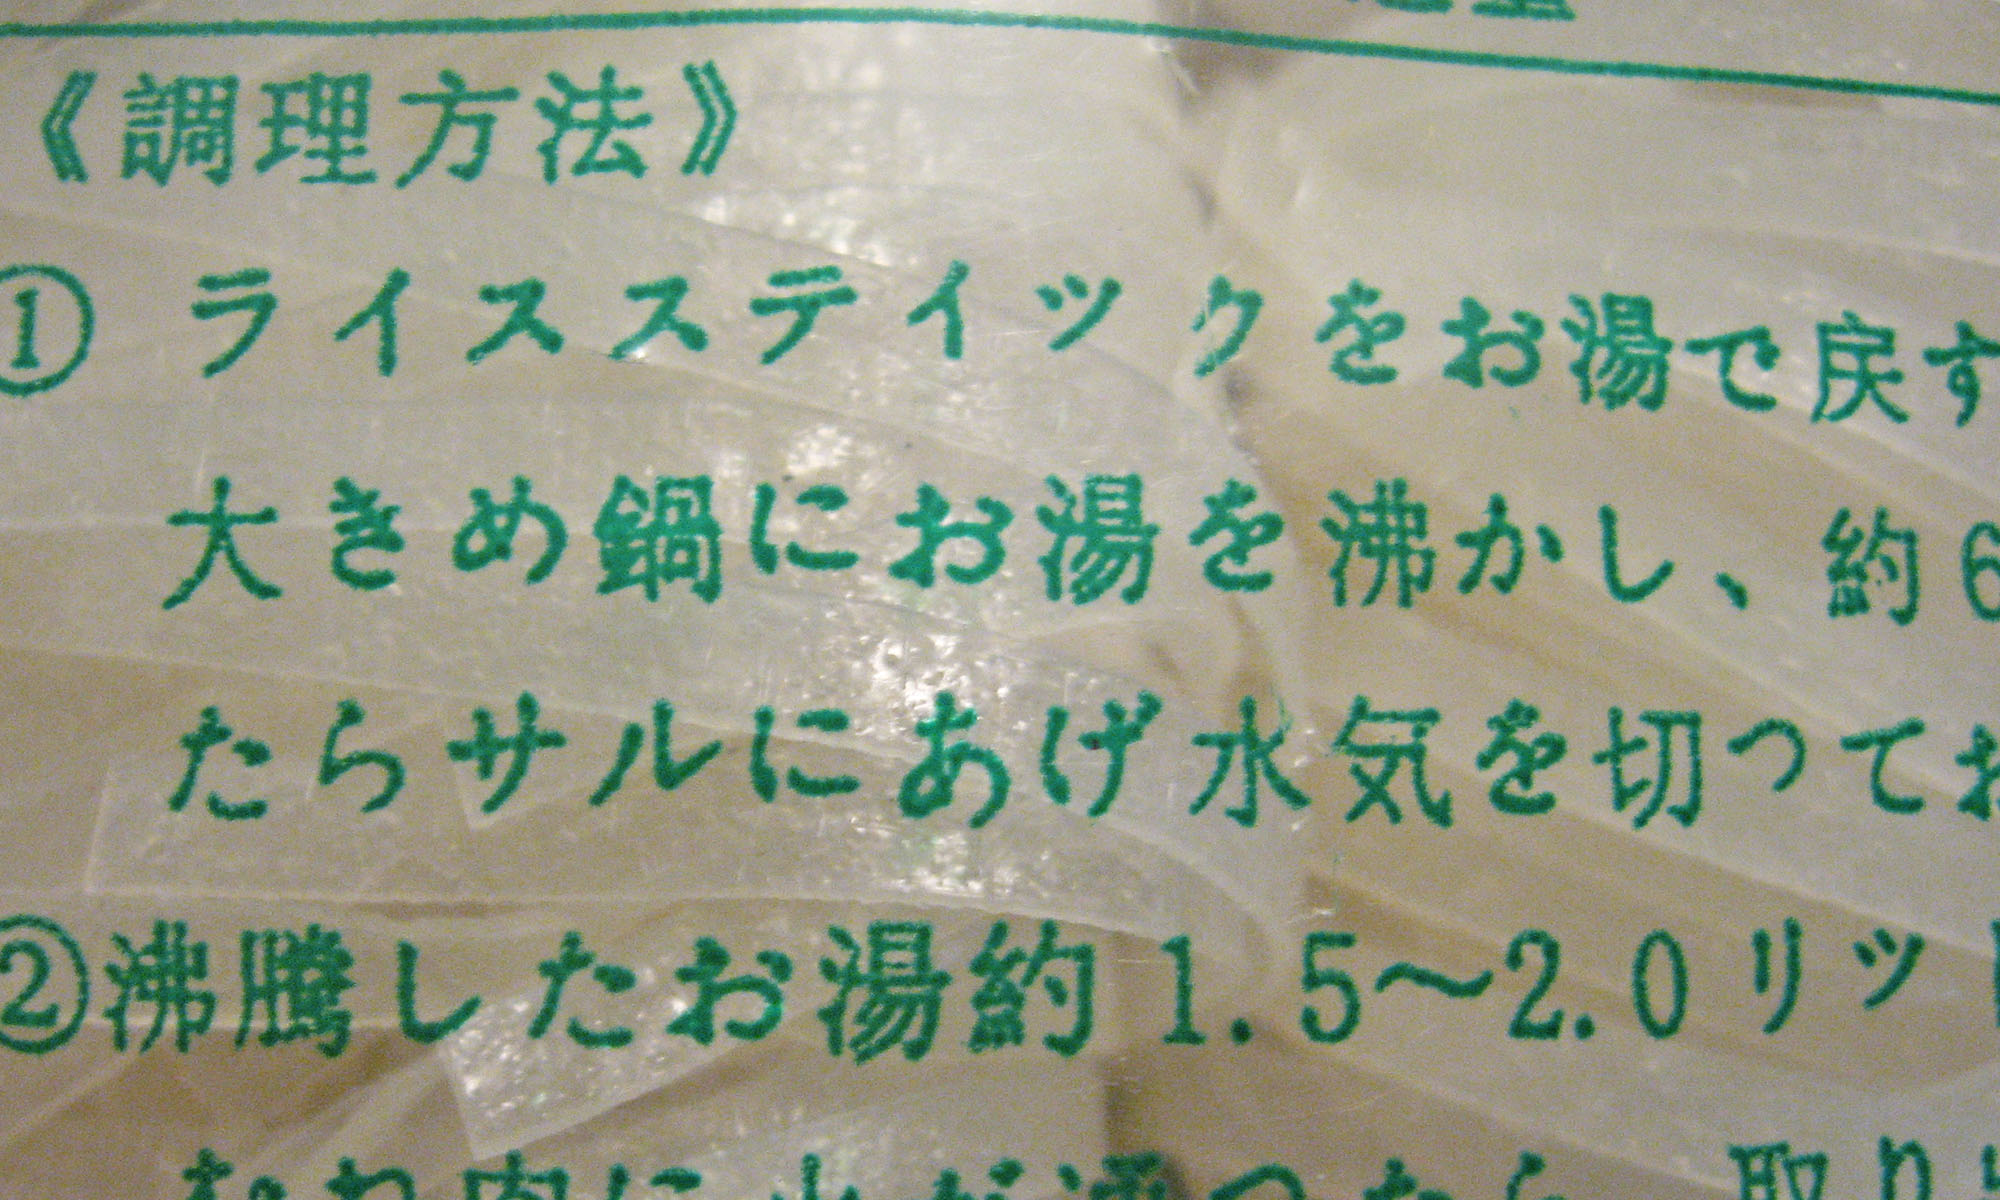 《調理方法》
① ライスステイックをお湯で戻す
大きめ鍋にお湯を沸かし、約6
たらサルにあげ水気を切ってお
②沸騰したお湯約1.5～2.0リット